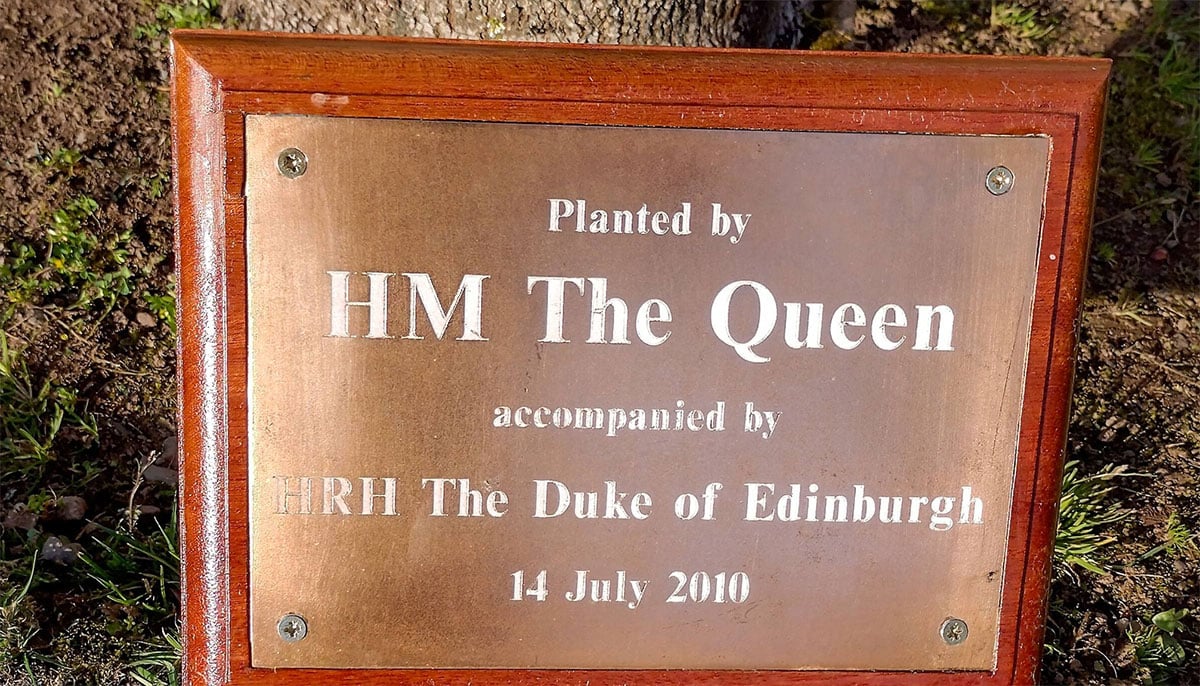 Planted by
HM The Queen
accompanied by
HRH The Duke of Edinburgh
14 July 2010